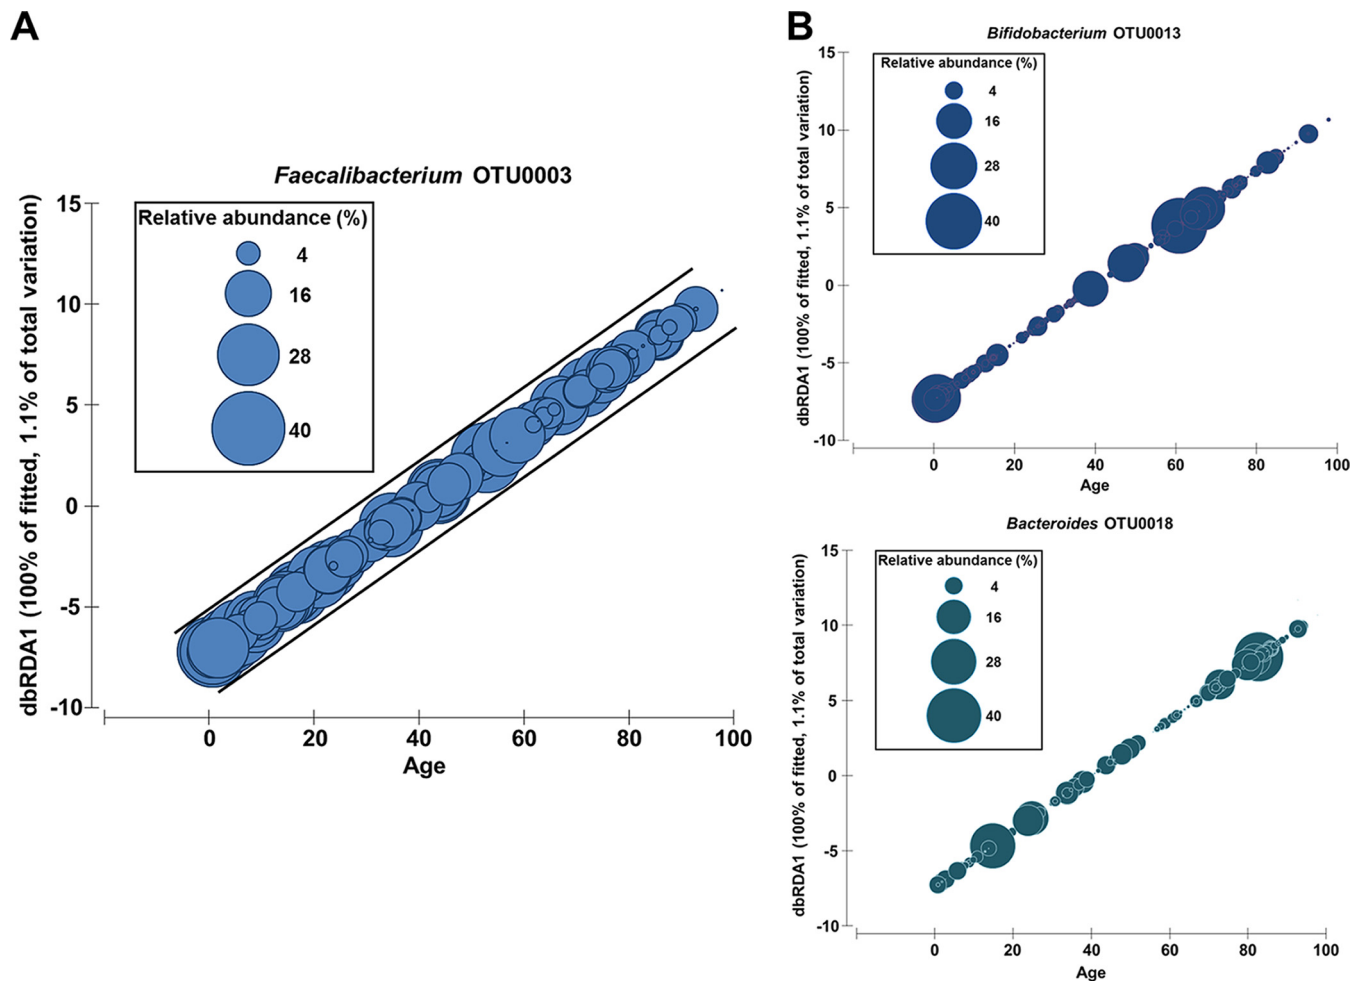 A
Faecalibacterium OTU0003
Relative abundance (%)
4
16
28
40
15
10
5
0
-5
-10
dbRDA1 (100% of fitted, 1.1% of total variation)
0 20 40 60 80 100
Age
B
Bifidobacterium OTU0013
Relative abundance (%)
4
16
28
40
15
10
5
0
-5
-10
dbRDA1 (100% of fitted, 1.1% of total variation)
0 20 40 60 80 100
Age
Bacteroides OTU0018
Relative abundance (%)
4
16
28
40
15
10
5
0
-5
-10
dbRDA1 (100% of fitted, 1.1% of total variation)
0 20 40 60 80 100
Age